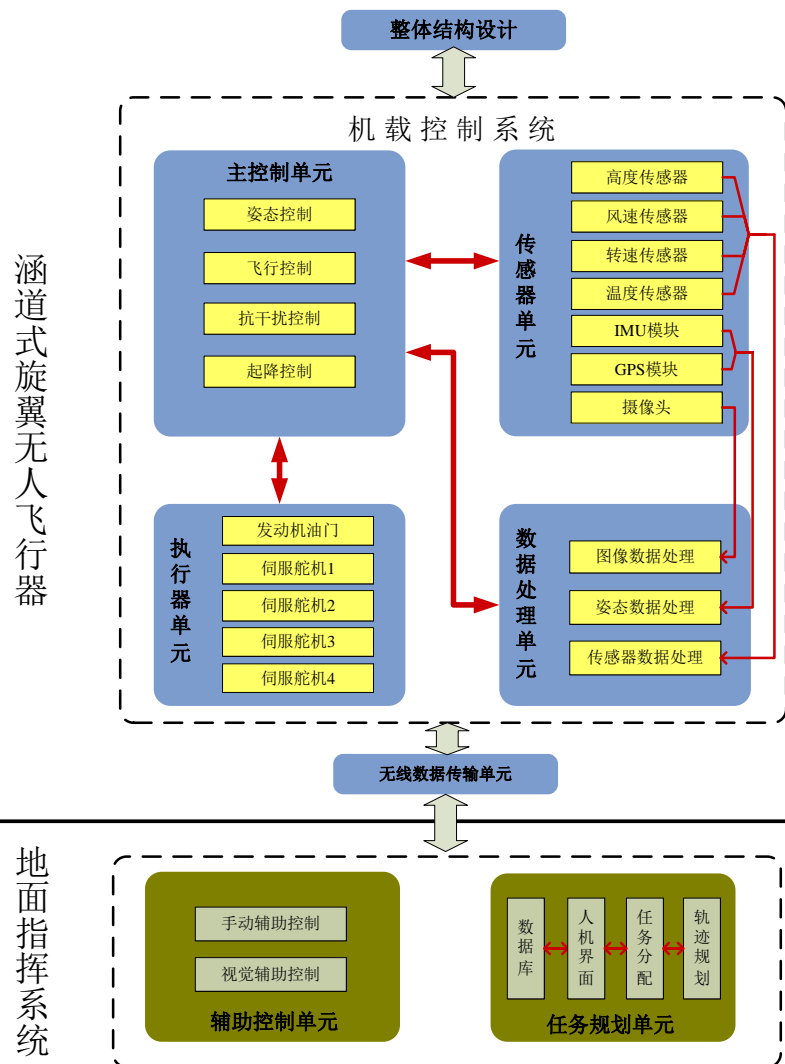 整体结构设计
机载控制系统
涵道式旋翼无人飞行器
主控制单元
姿态控制
飞行控制
抗干扰控制
起降控制
传感器单元
高度传感器
风速传感器
转速传感器
温度传感器
IMU模块
GPS模块
摄像头
执行器单元
发动机油门
伺服舵机1
伺服舵机2
伺服舵机3
伺服舵机4
数据处理单元
图像数据处理
姿态数据处理
传感器数据处理
无线数据传输单元
地面指挥系统
手动辅助控制
视觉辅助控制
辅助控制单元
数据库
人机界面
任务分配
轨迹规划
任务规划单元